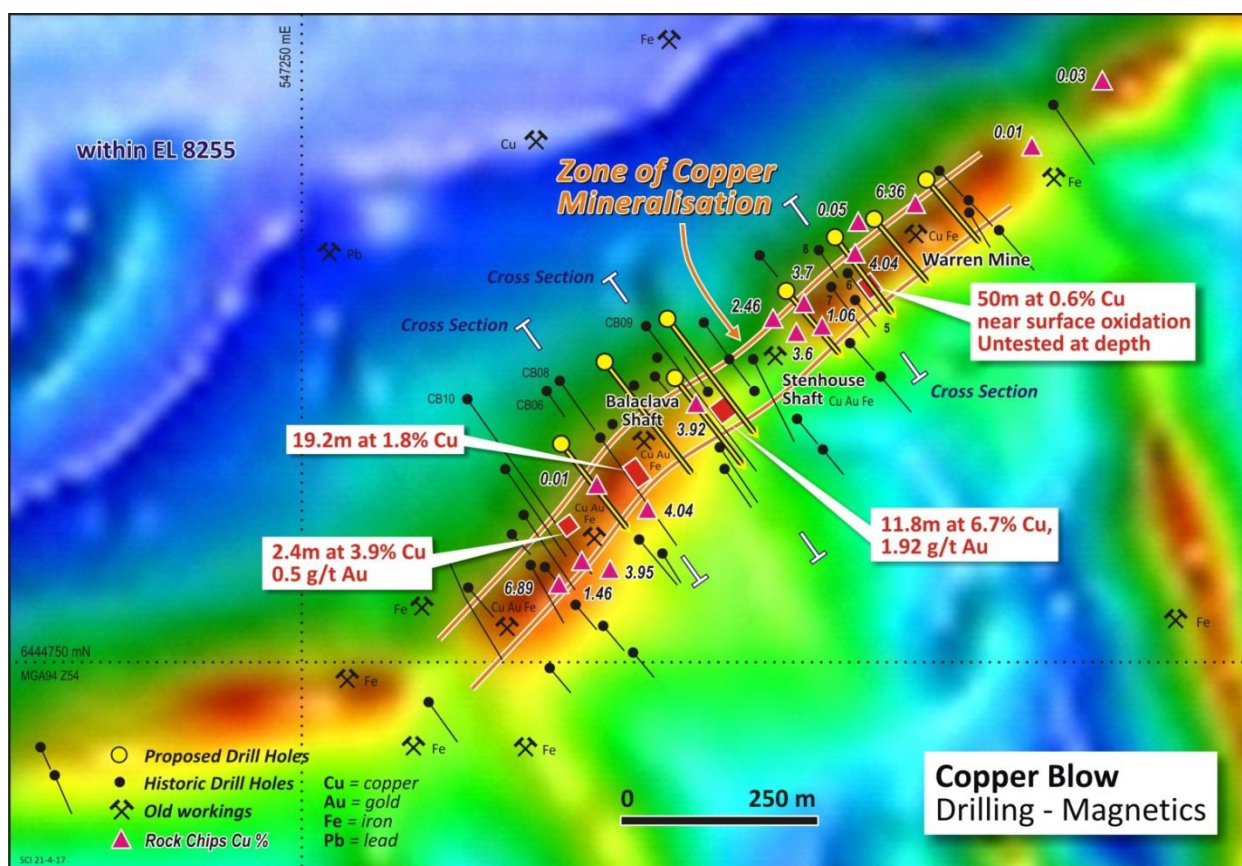 547250 mE
Fe
0.03
within EL 8255
Cu
0.01
Fe
Zone of Copper
Mineralisation
6.36
0.05
Pb
Cu Fe
8
Warren Mine
Cross Section
3.7
4.04
6
7
50m at 0.6% Cu
near surface oxidation
Untested at depth
2.46
1.06
5
Cross Section
CB09
3.6
Stenhouse
Shaft
Cu Au Fe
Cross Section
CB08
CB06
CB10
Balaclava
Shaft
3.92
19.2m at 1.8% Cu
Cu Au
Fe
0.01
Cu Au
Fe
4.04
11.8m at 6.7% Cu,
1.92 g/t Au
2.4m at 3.9% Cu
0.5 g/t Au
3.95
6.89
1.46
Fe
Cu Au Fe
Fe
6444750 mN
MGA94 Z54
Fe
Fe
Fe
Proposed Drill Holes
Historic Drill Holes
Old workings
Rock Chips Cu %
Cu = copper
Au = gold
Fe = iron
Pb = lead
0
250 m
Copper Blow
Drilling - Magnetics
SCI 21-4-17